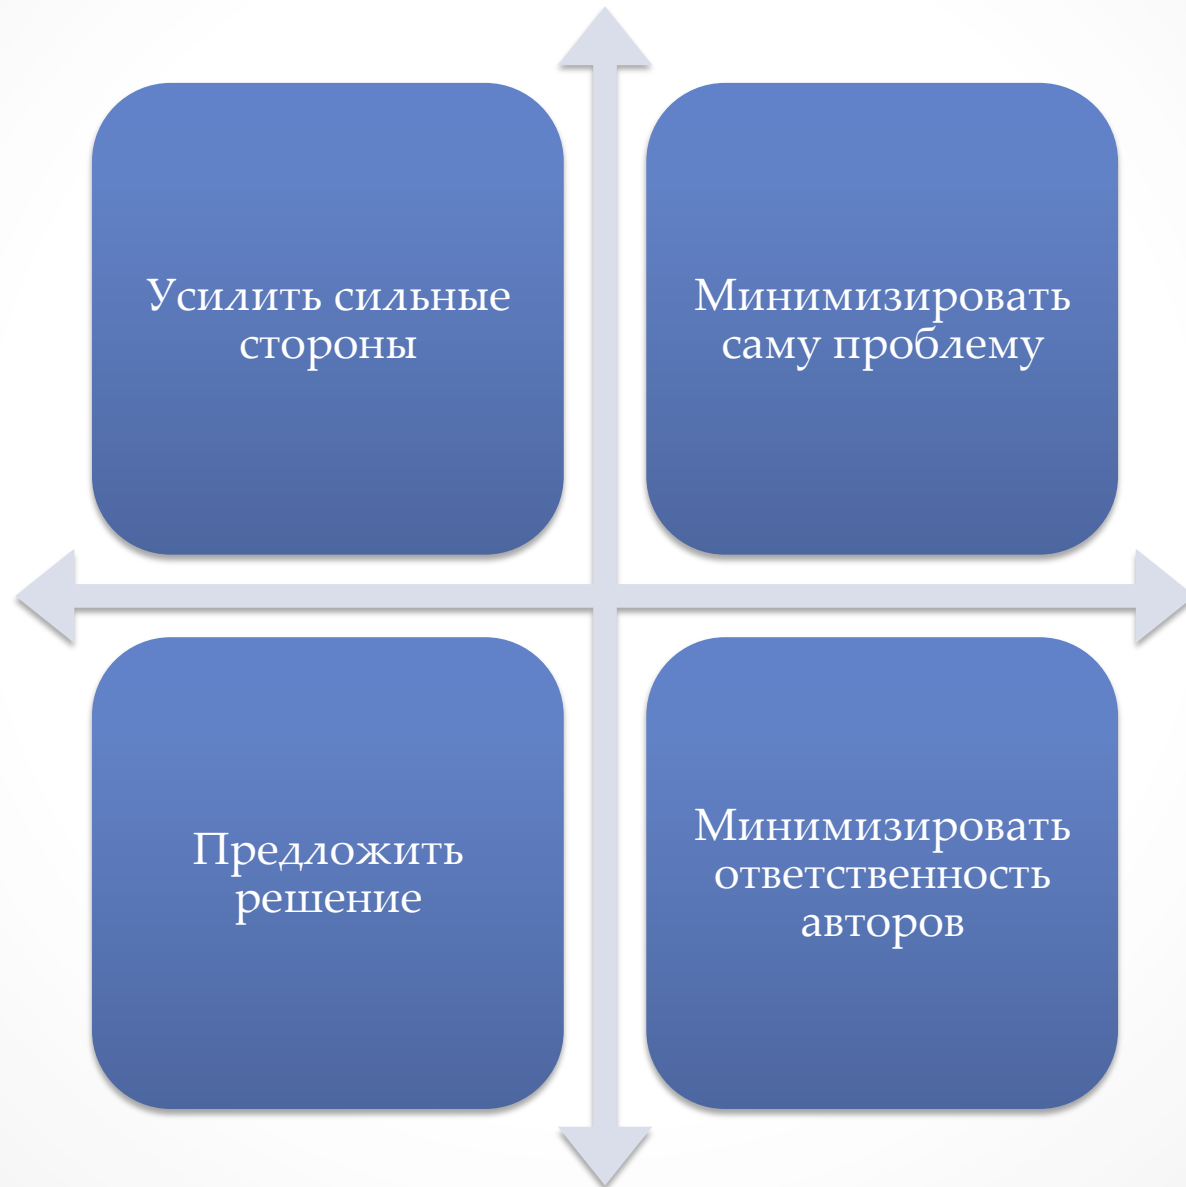 Усилить сильные
стороны
Минимизировать
саму проблему
Предложить
решение
Минимизировать
ответственность
авторов